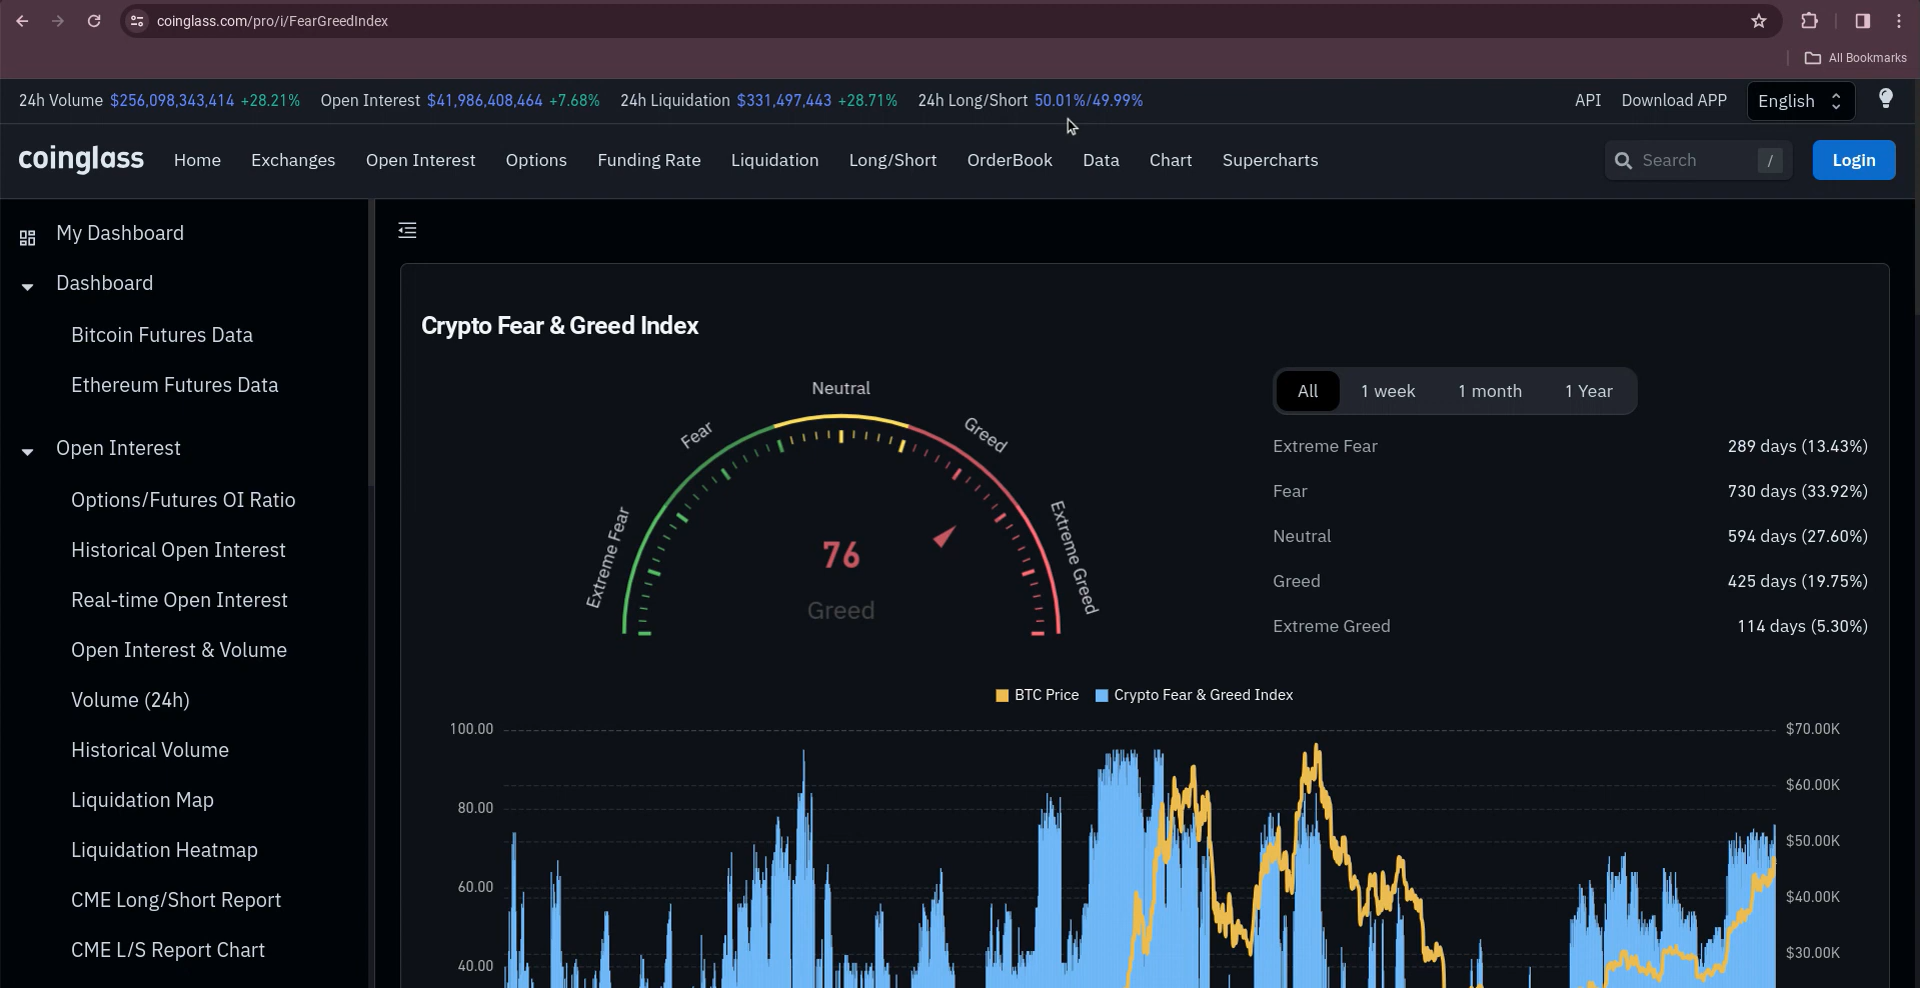 coinglass.com/pro/i/FearGreedIndex
All Bookmarks
24h Volume $256,098,343,414 +28.21% Open Interest $41,986,408,464 +7.68% 24h Liquidation $331,497,443 +28.71% 24h Long/Short 50.01%/49.99% API Download APP English
coinglass Home Exchanges Open Interest Options Funding Rate Liquidation Long/Short OrderBook Data Chart Supercharts Search / Login
My Dashboard
Dashboard
Bitcoin Futures Data
Ethereum Futures Data
Open Interest
Options/Futures OI Ratio
Historical Open Interest
Real-time Open Interest
Open Interest & Volume
Volume (24h)
Historical Volume
Liquidation Map
Liquidation Heatmap
CME Long/Short Report
CME L/S Report Chart
Crypto Fear & Greed Index
Neutral
Fear
Greed
Extreme Fear
Extreme Greed
76
Greed
All 1 week 1 month 1 Year
Extreme Fear 289 days (13.43%)
Fear 730 days (33.92%)
Neutral 594 days (27.60%)
Greed 425 days (19.75%)
Extreme Greed 114 days (5.30%)
BTC Price Crypto Fear & Greed Index
100.00 $70.00K
$60.00K
80.00
$50.00K
60.00
$40.00K
$30.00K
40.00